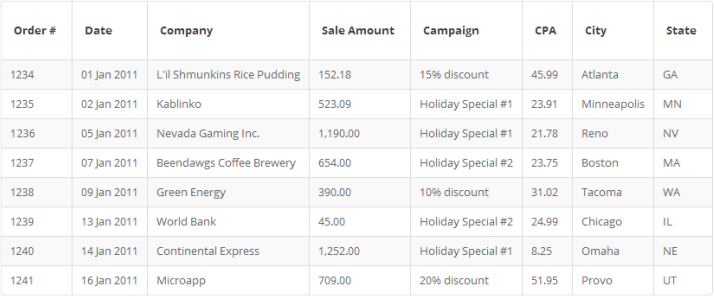 Order # Date Company Sale Amount Campaign CPA City State
1234 01 Jan 2011 L'il Shmunkins Rice Pudding 152.18 15% discount 45.99 Atlanta GA
1235 02 Jan 2011 Kablinko 523.09 Holiday Special #1 23.91 Minneapolis MN
1236 05 Jan 2011 Nevada Gaming Inc. 1,190.00 Holiday Special #1 21.78 Reno NV
1237 07 Jan 2011 Beendawgs Coffee Brewery 654.00 Holiday Special #2 23.75 Boston MA
1238 09 Jan 2011 Green Energy 390.00 10% discount 31.02 Tacoma WA
1239 13 Jan 2011 World Bank 45.00 Holiday Special #2 24.99 Chicago IL
1240 14 Jan 2011 Continental Express 1,252.00 Holiday Special #1 8.25 Omaha NE
1241 16 Jan 2011 Microapp 709.00 20% discount 51.95 Provo UT